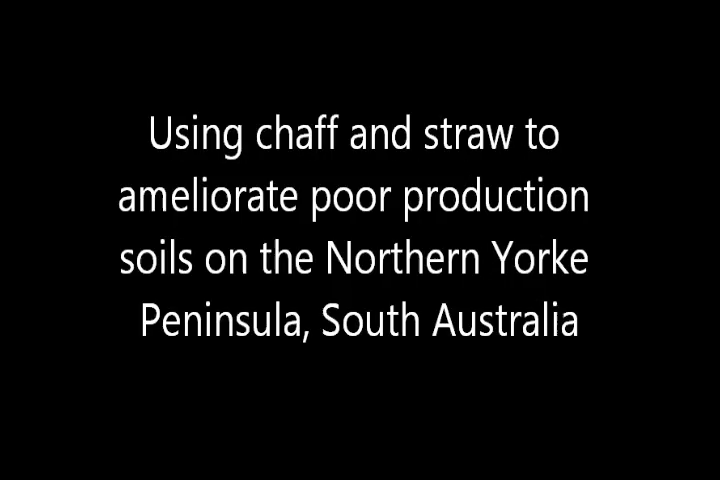 Using chaff and straw to
ameliorate poor production
soils on the Northern Yorke
Peninsula, South Australia